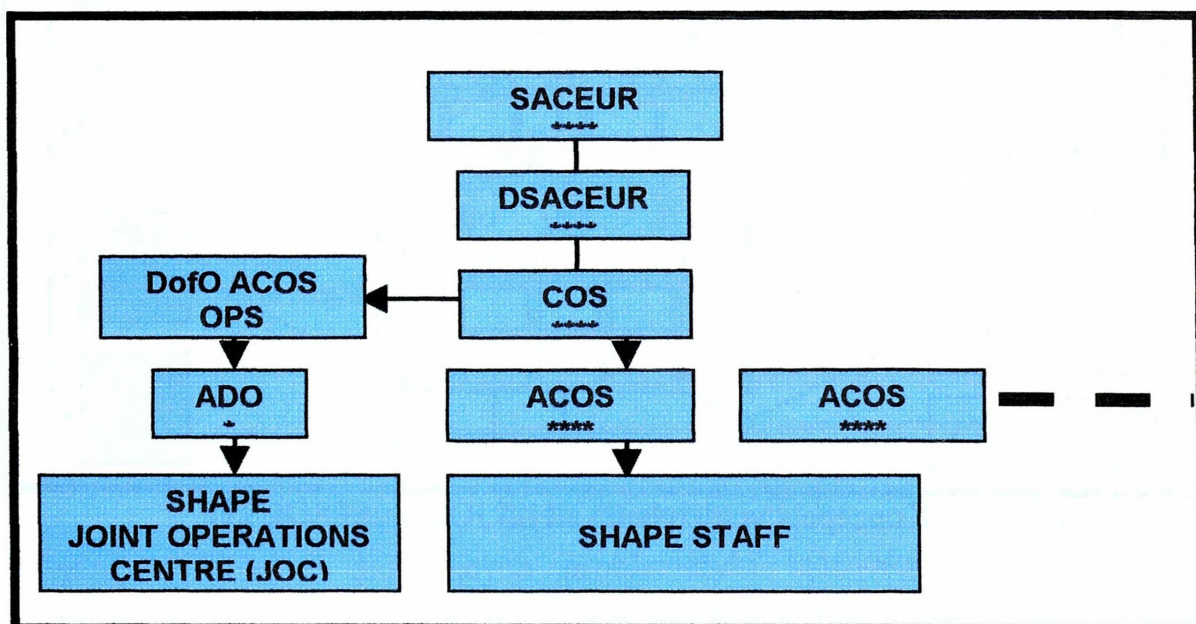 SACEUR
****
DSACEUR
****
DofO ACOS
OPS
COS
****
ADO
*
ACOS
****
ACOS
****
SHAPE
JOINT OPERATIONS
CENTRE (JOC)
SHAPE STAFF